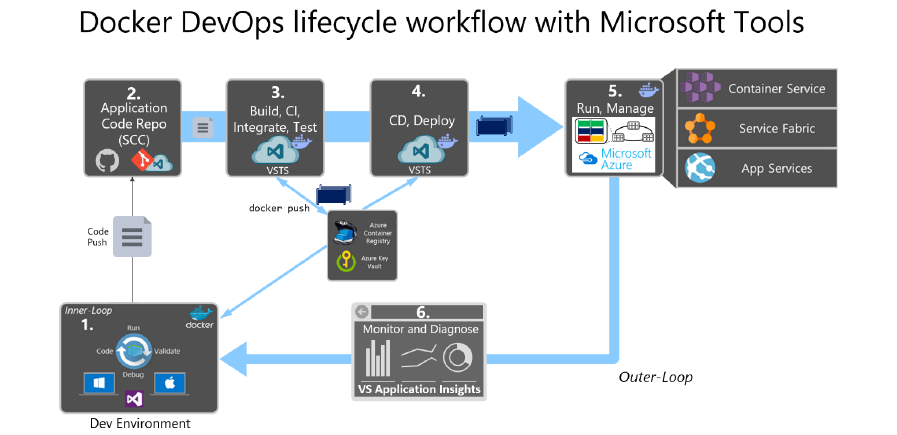 Docker DevOps lifecycle workflow with Microsoft Tools
2.
Application
Code Repo
(SCC)
3.
Build, CI,
Integrate, Test
VSTS
4.
CD, Deploy
VSTS
5.
Run, Manage
Microsoft
Azure
Container Service
Service Fabric
App Services
docker push
Azure
Container
Registry
Azure Key
Vault
Code
Push
Inner-Loop
1.
docker
Run
Code
Validate
Debug
Dev Environment
6.
Monitor and Diagnose
VS Application Insights
Outer-Loop